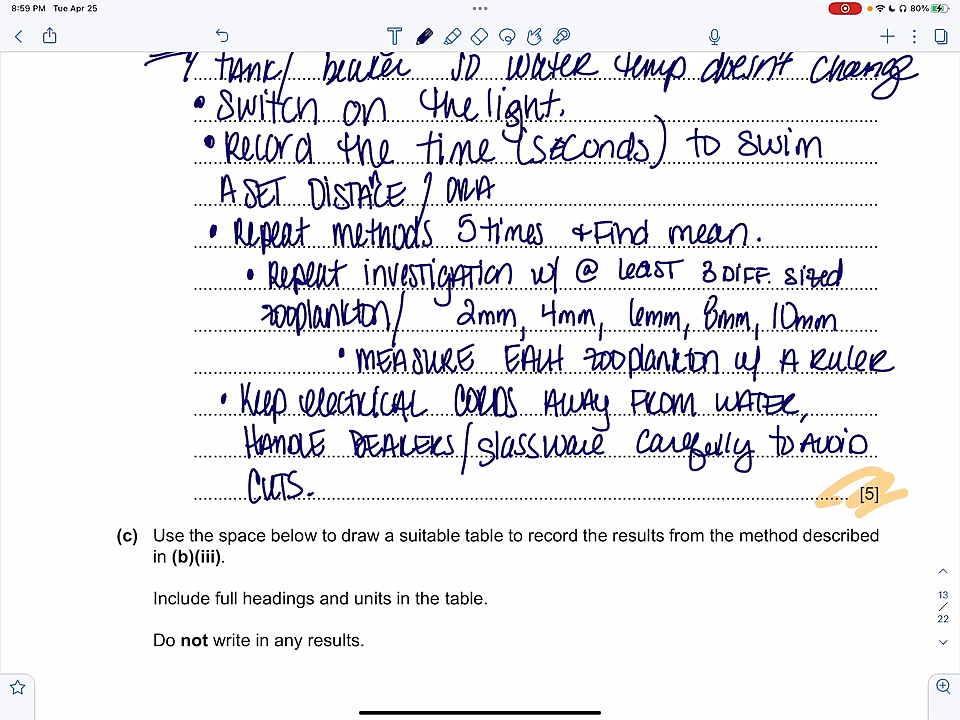 8:59 PM Tue Apr 25
80%
TANK / beaker so water temp doesn't change
• Switch on the light.
• Record the time (seconds) to swim
A SET DISTANCE /
• Repeat methods 5 times + Find mean.
• Repeat investigation w/ @ least 3 DIFF. sized
zooplankton / 2mm, 4mm, 6mm, 8mm, 10mm
• MEASURE EACH zooplankton w/ A RULER
• Keep electrical CORDS AWAY FROM WATER,
HANDLE BEAKERS / glassware carefully to AVOID
CUTS.
[5]
(c) Use the space below to draw a suitable table to record the results from the method described
in (b)(iii).
Include full headings and units in the table.
Do not write in any results.
13
/
22